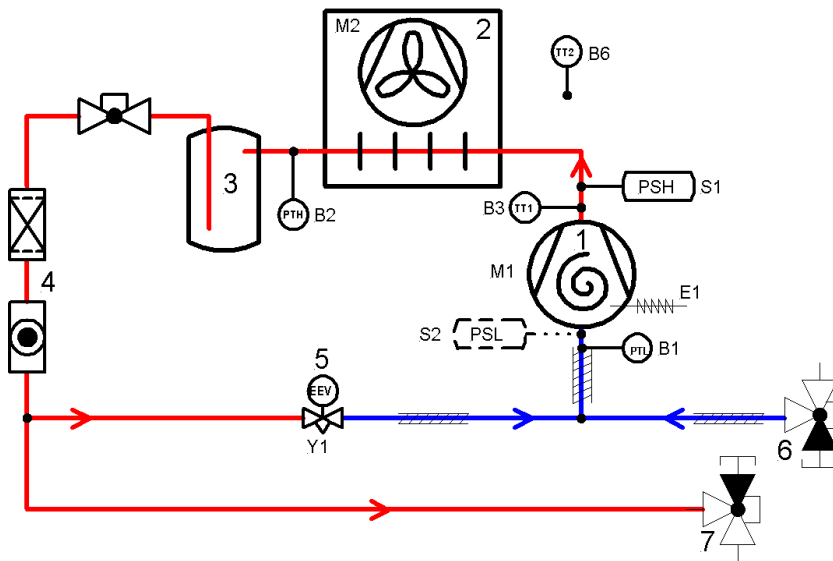 M2
2
TT2
B6
3
PTH
B2
PSH
S1
B3
TT1
1
M1
E1
4
S2
PSL
PTL
B1
5
EEV
Y1
6
7